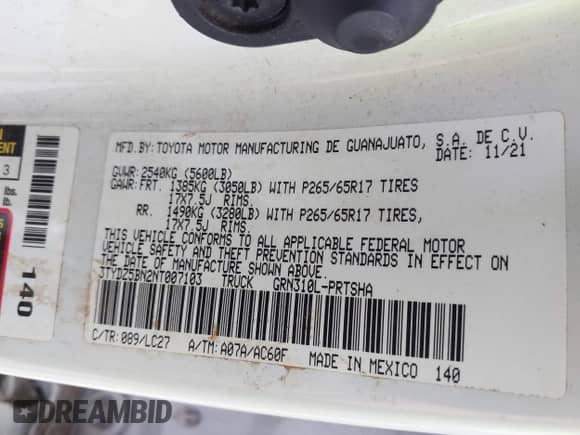 MFD.BY:TOYOTA MOTOR MANUFACTURING DE GUANAJUATO, S.A. DE C.V.
DATE: 11/21
GVWR: 2540KG (5600LB)
GAWR:FRT. 1385KG (3050LB) WITH P265/65R17 TIRES
17X7.5J RIMS,
RR. 1490KG (3280LB) WITH P265/65R17 TIRES,
17X7.5J RIMS.
THIS VEHICLE CONFORMS TO ALL APPLICABLE FEDERAL MOTOR
VEHICLE SAFETY AND THEFT PREVENTION STANDARDS IN EFFECT ON
THE DATE OF MANUFACTURE SHOWN ABOVE.
3TYDZ5BN2NT007103 TRUCK GRN310L-PRTSHA
C/TR:089/LC27 A/TM:A07A/AC60F MADE IN MEXICO 140
3
lbs.
lb.
140
DREAMBID